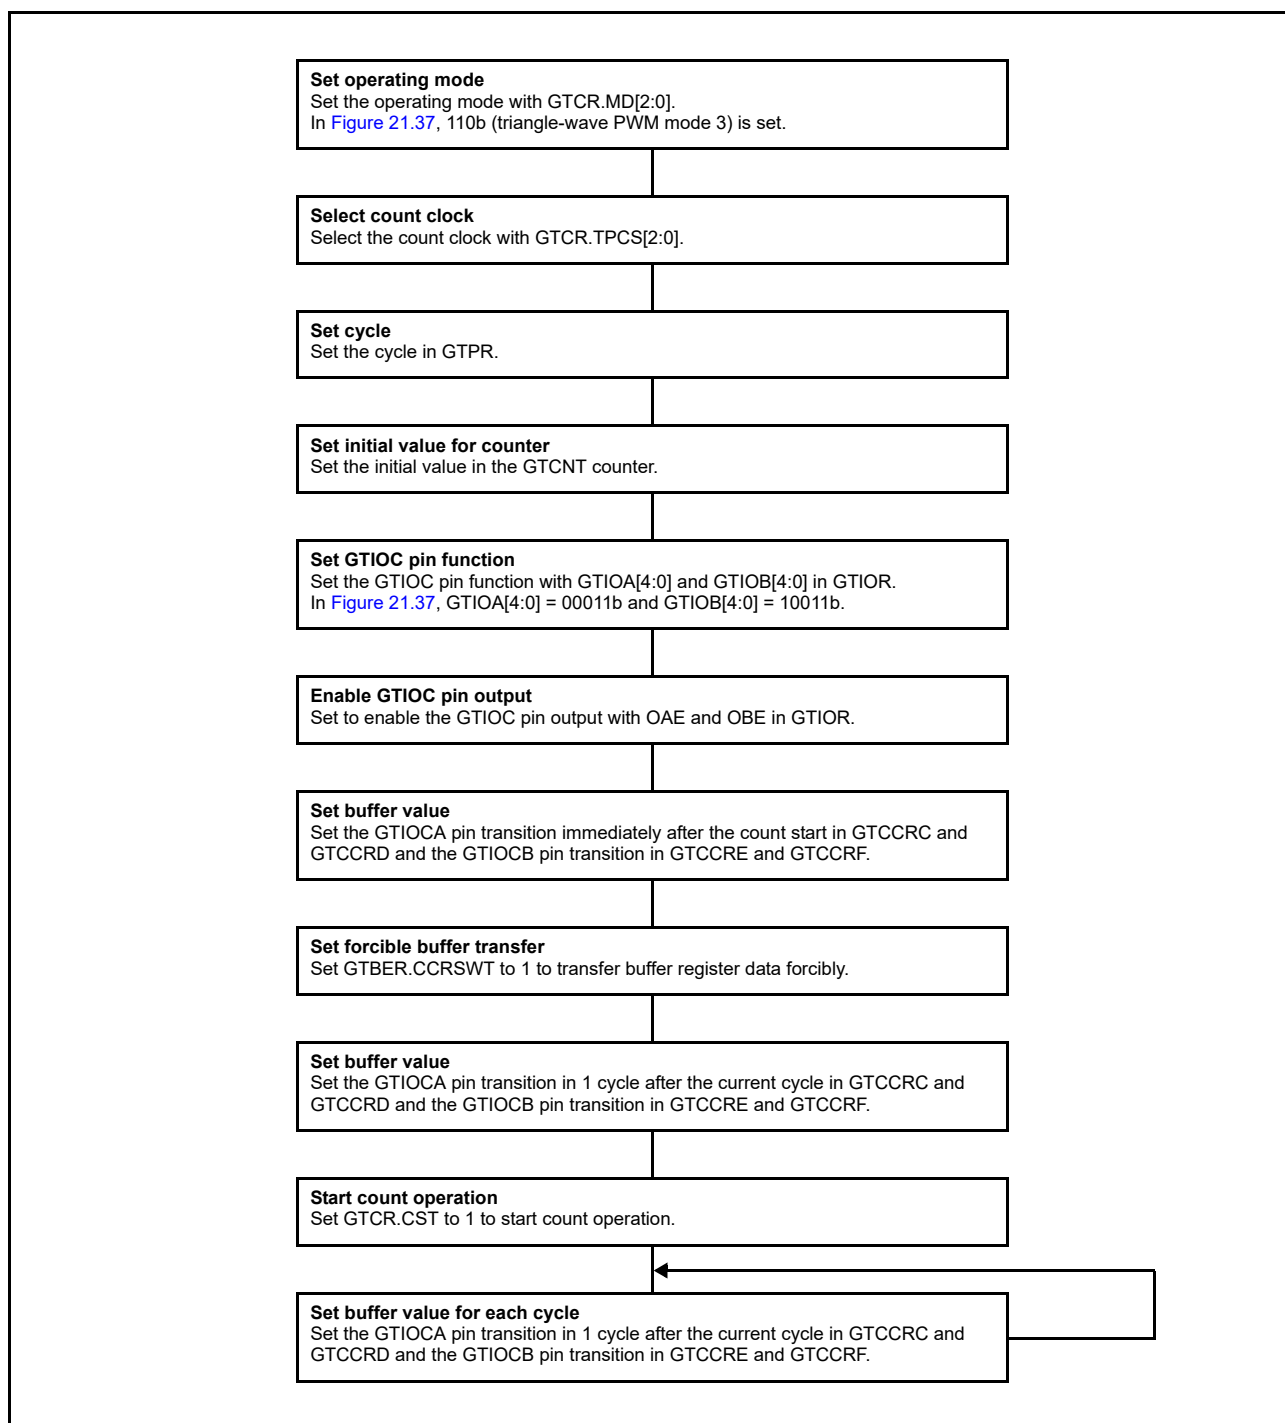 Set operating mode
Set the operating mode with GTCR.MD[2:0].
In Figure 21.37, 110b (triangle-wave PWM mode 3) is set.
Select count clock
Select the count clock with GTCR.TPCS[2:0].
Set cycle
Set the cycle in GTPR.
Set initial value for counter
Set the initial value in the GTCNT counter.
Set GTIOC pin function
Set the GTIOC pin function with GTIOA[4:0] and GTIOB[4:0] in GTIOR.
In Figure 21.37, GTIOA[4:0] = 00011b and GTIOB[4:0] = 10011b.
Enable GTIOC pin output
Set to enable the GTIOC pin output with OAE and OBE in GTIOR.
Set buffer value
Set the GTIOCA pin transition immediately after the count start in GTCCRC and
GTCCRD and the GTIOCB pin transition in GTCCRE and GTCCRF.
Set forcible buffer transfer
Set GTBER.CCRSWT to 1 to transfer buffer register data forcibly.
Set buffer value
Set the GTIOCA pin transition in 1 cycle after the current cycle in GTCCRC and
GTCCRD and the GTIOCB pin transition in GTCCRE and GTCCRF.
Start count operation
Set GTCR.CST to 1 to start count operation.
Set buffer value for each cycle
Set the GTIOCA pin transition in 1 cycle after the current cycle in GTCCRC and
GTCCRD and the GTIOCB pin transition in GTCCRE and GTCCRF.